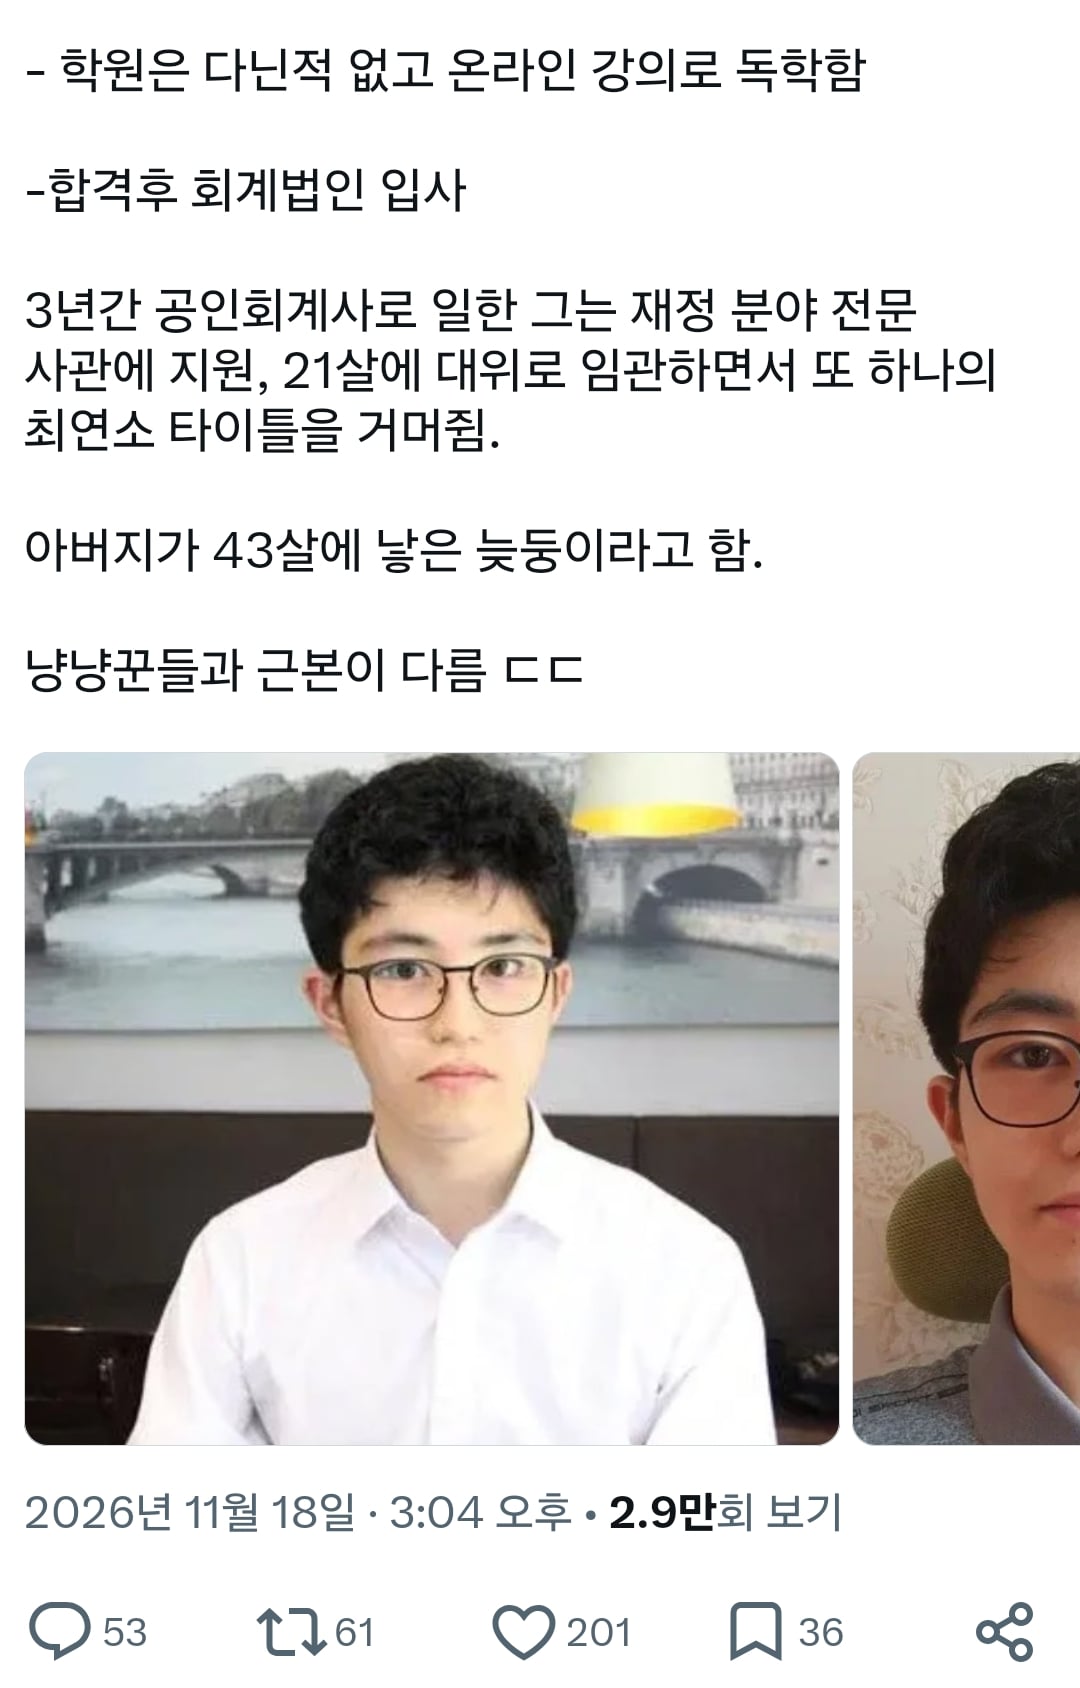 - 학원은 다닌적 없고 온라인 강의로 독학함
-합격후 회계법인 입사
3년간 공인회계사로 일한 그는 재정 분야 전문
사관에 지원, 21살에 대위로 임관하면서 또 하나의
최연소 타이틀을 거머쥠.
아버지가 43살에 낳은 늦둥이라고 함.
냥냥꾼들과 근본이 다름 ㄷㄷ
2026년 11월 18일 · 3:04 오후 • 2.9만회 보기
53 61 201 36